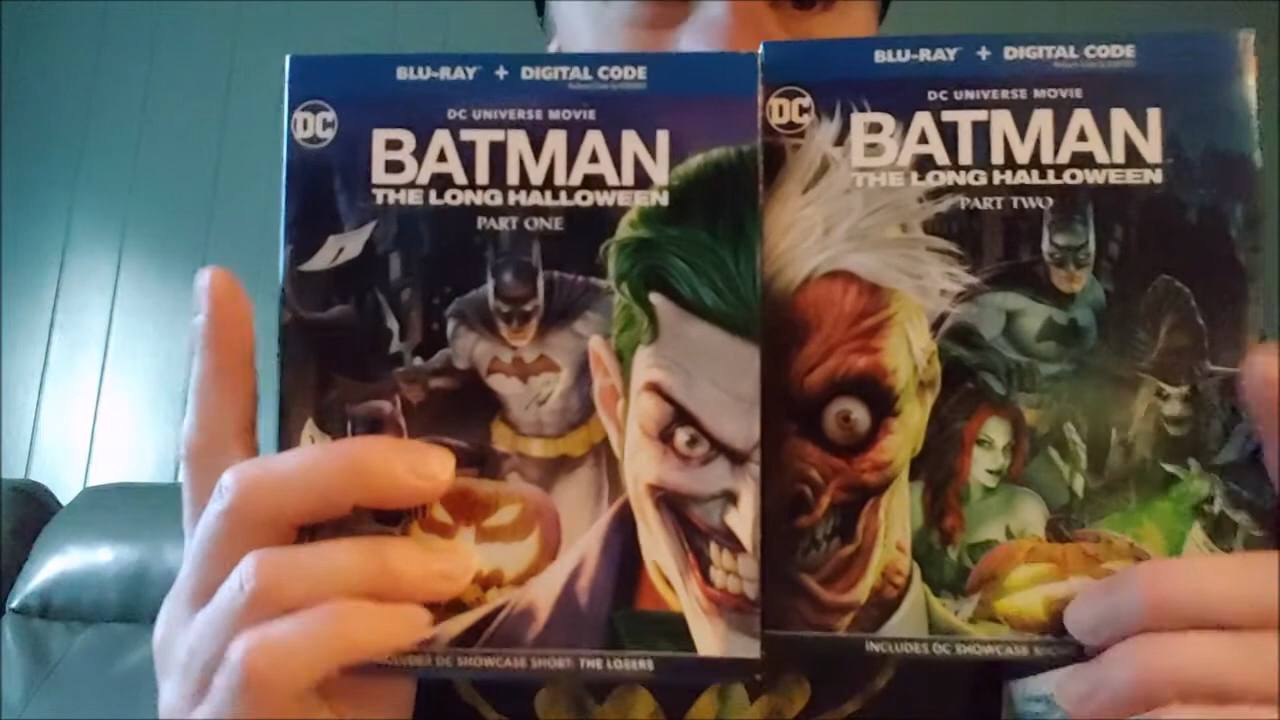 BLU-RAY + DIGITAL CODE
DC
DC UNIVERSE MOVIE
BATMAN
THE LONG HALLOWEEN
PART ONE
INCLUDES DC SHOWCASE SHORT: THE LOSERS
BLU-RAY + DIGITAL CODE
DC
DC UNIVERSE MOVIE
BATMAN
THE LONG HALLOWEEN
PART TWO
INCLUDES DC SHOWCASE